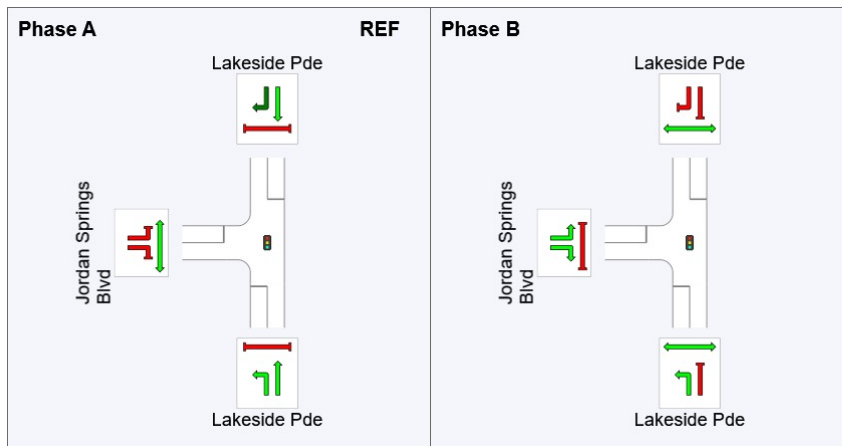 Phase A
REF
Lakeside Pde
Jordan Springs
Blvd
Lakeside Pde
Phase B
Lakeside Pde
Jordan Springs
Blvd
Lakeside Pde